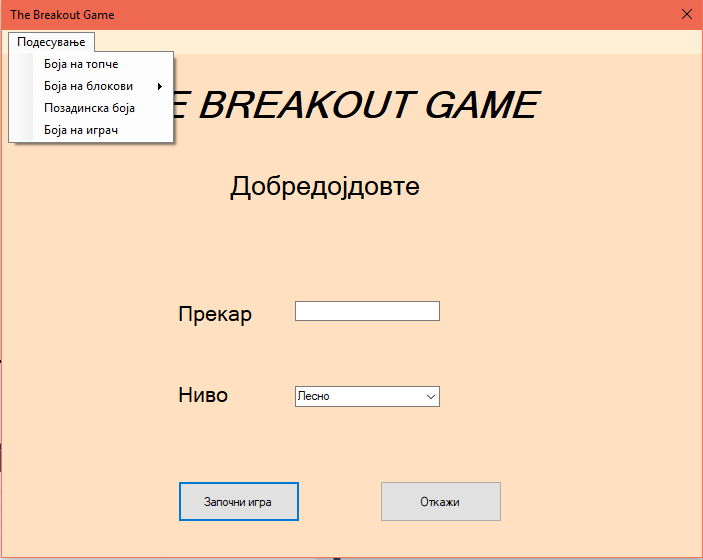 The Breakout Game
Подесување
Боја на топче
Боја на блокови
Позадинска боја
Боја на играч
E BREAKOUT GAME
Добредојдовте
Прекар
Ниво
Лесно
Започни игра
Откажи